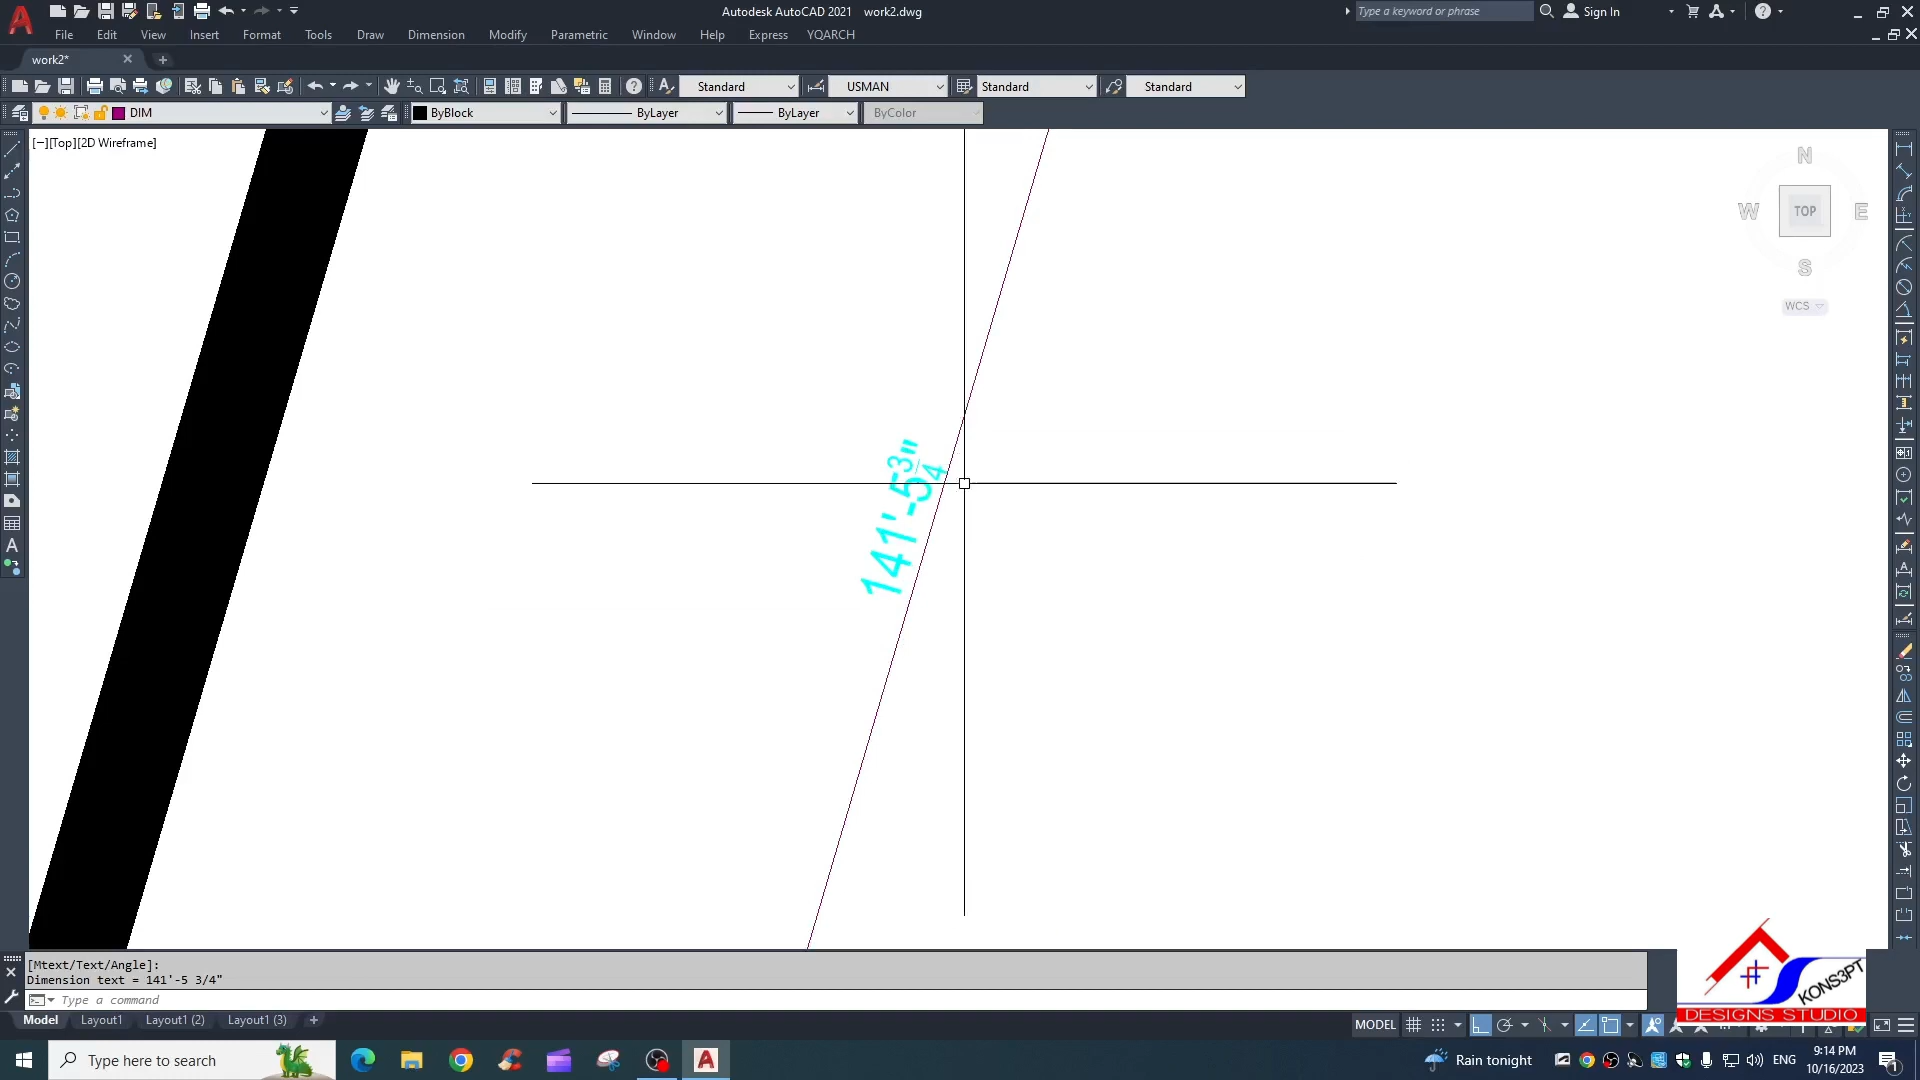 Autodesk AutoCAD 2021 work2.dwg
Type a keyword or phrase
Sign In
File Edit View Insert Format Tools Draw Dimension Modify Parametric Window Help Express YQARCH
work2*
Standard USMAN Standard Standard
DIM ByBlock ByLayer ByLayer ByColor
[−][Top][2D Wireframe]
N
W TOP E
S
WCS
141'-5 3/4"
[Mtext/Text/Angle]:
Dimension text = 141'-5 3/4"
Type a command
KONS3PT
DESIGNS STUDIO
Model Layout1 Layout1 (2) Layout1 (3) +
MODEL
Type here to search
Rain tonight
ENG
9:14 PM
10/16/2023
1